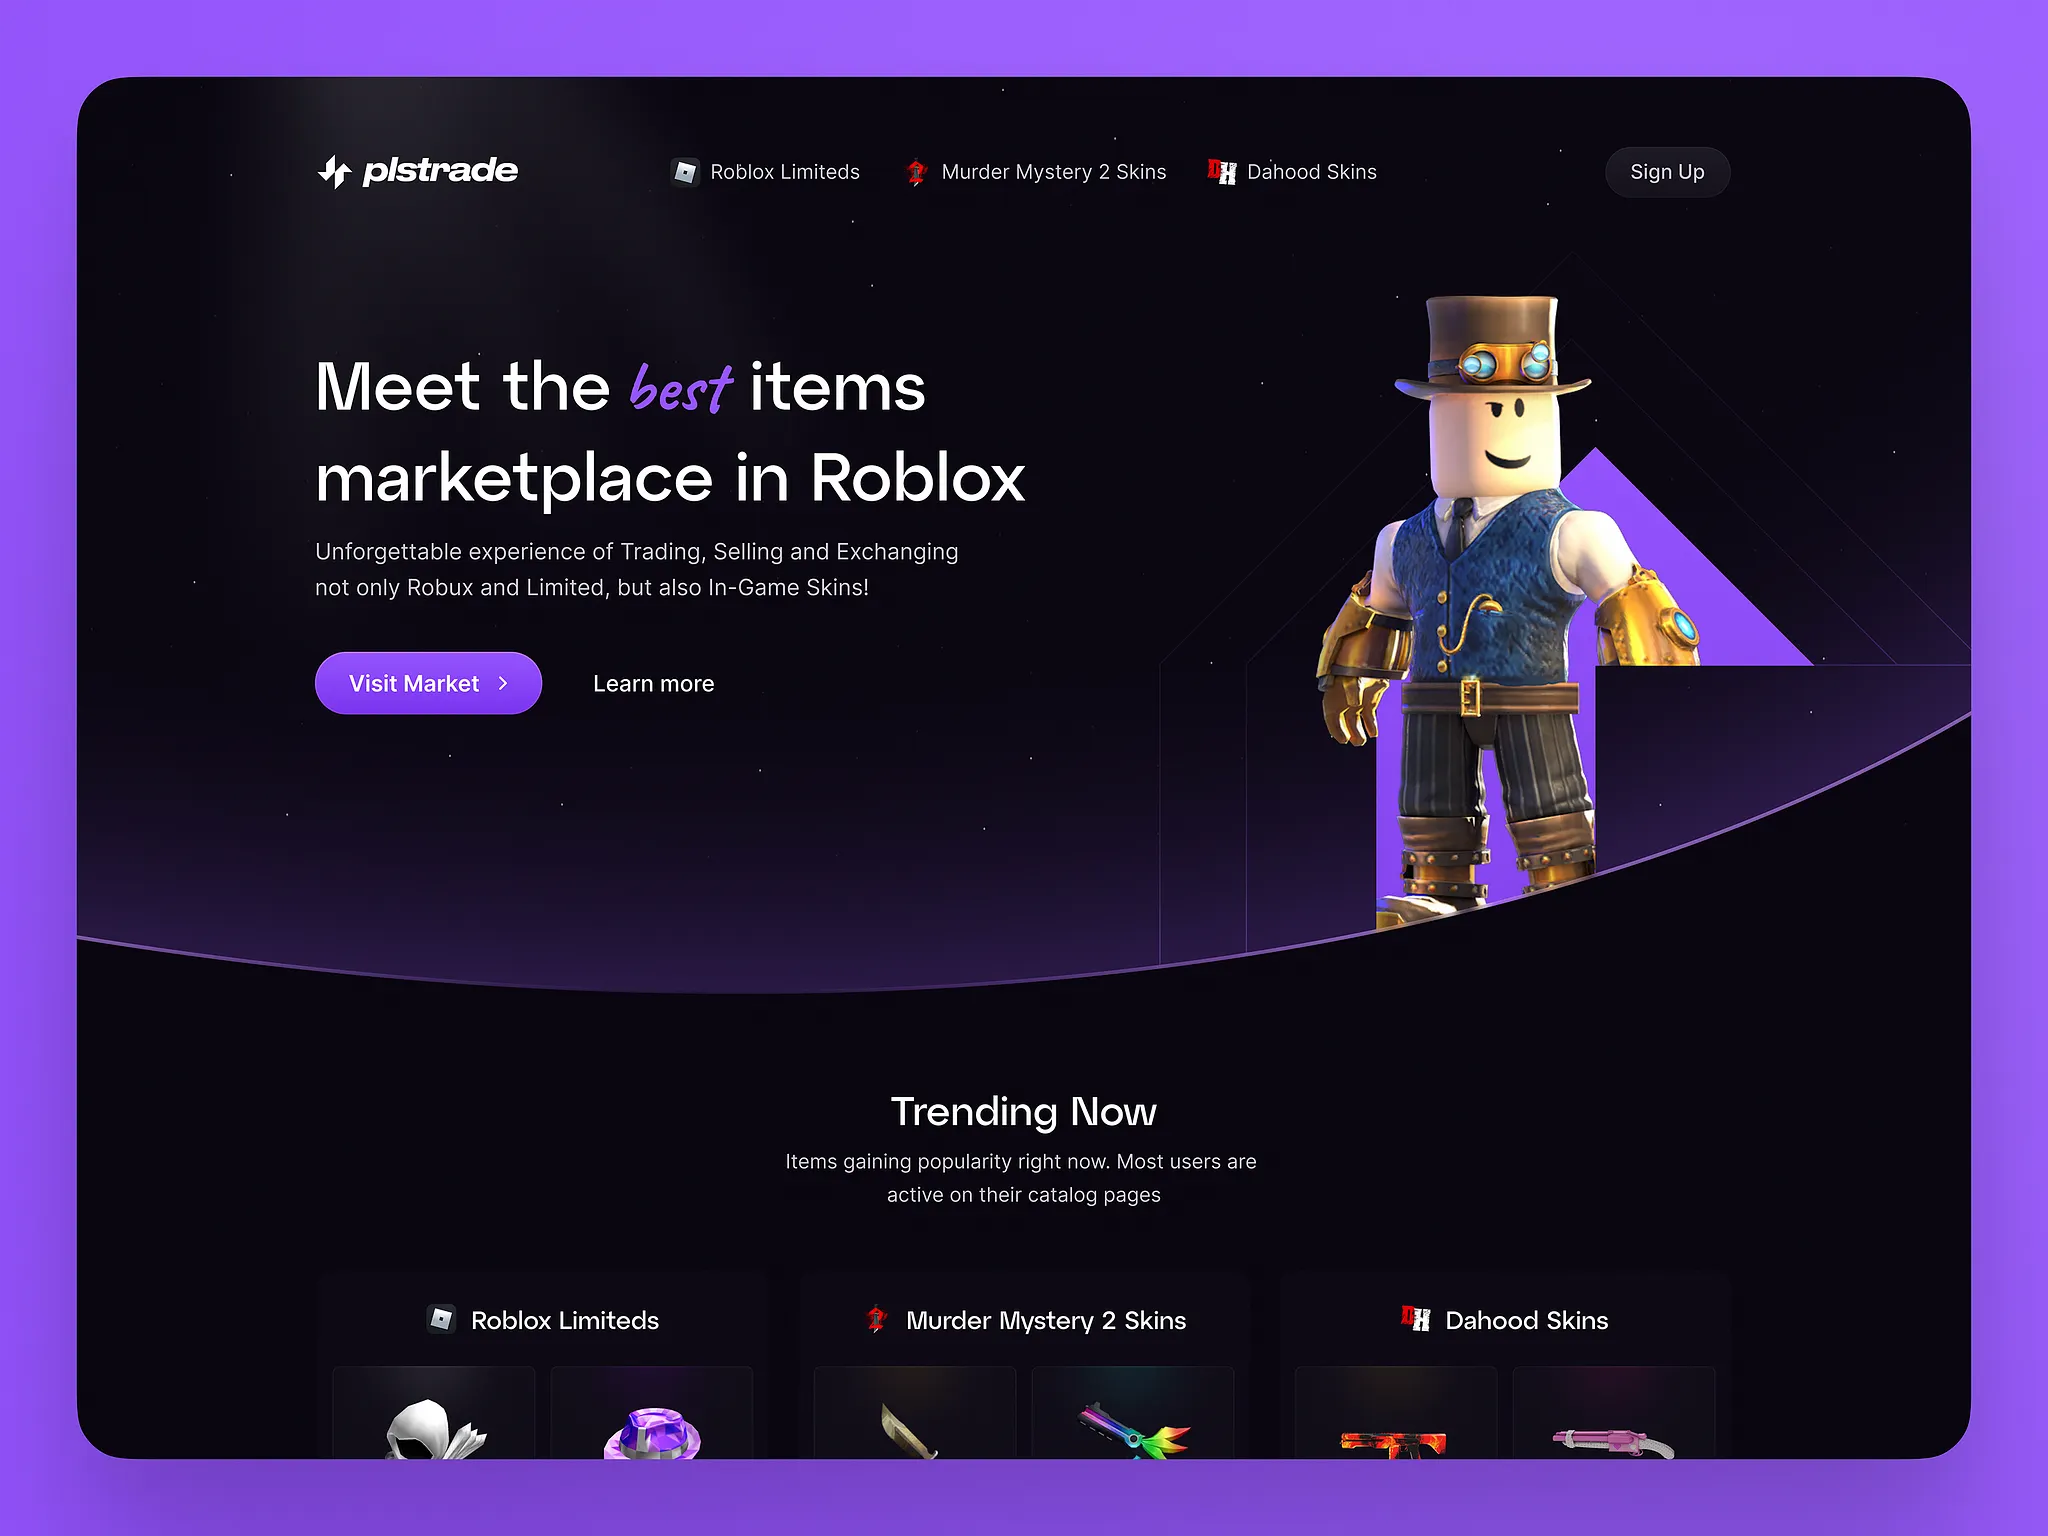 plstrade
Roblox Limiteds
Murder Mystery 2 Skins
Dahood Skins
Sign Up
Meet the best items
marketplace in Roblox
Unforgettable experience of Trading, Selling and Exchanging
not only Robux and Limited, but also In-Game Skins!
Visit Market
Learn more
Trending Now
Items gaining popularity right now. Most users are
active on their catalog pages
Roblox Limiteds
Murder Mystery 2 Skins
Dahood Skins